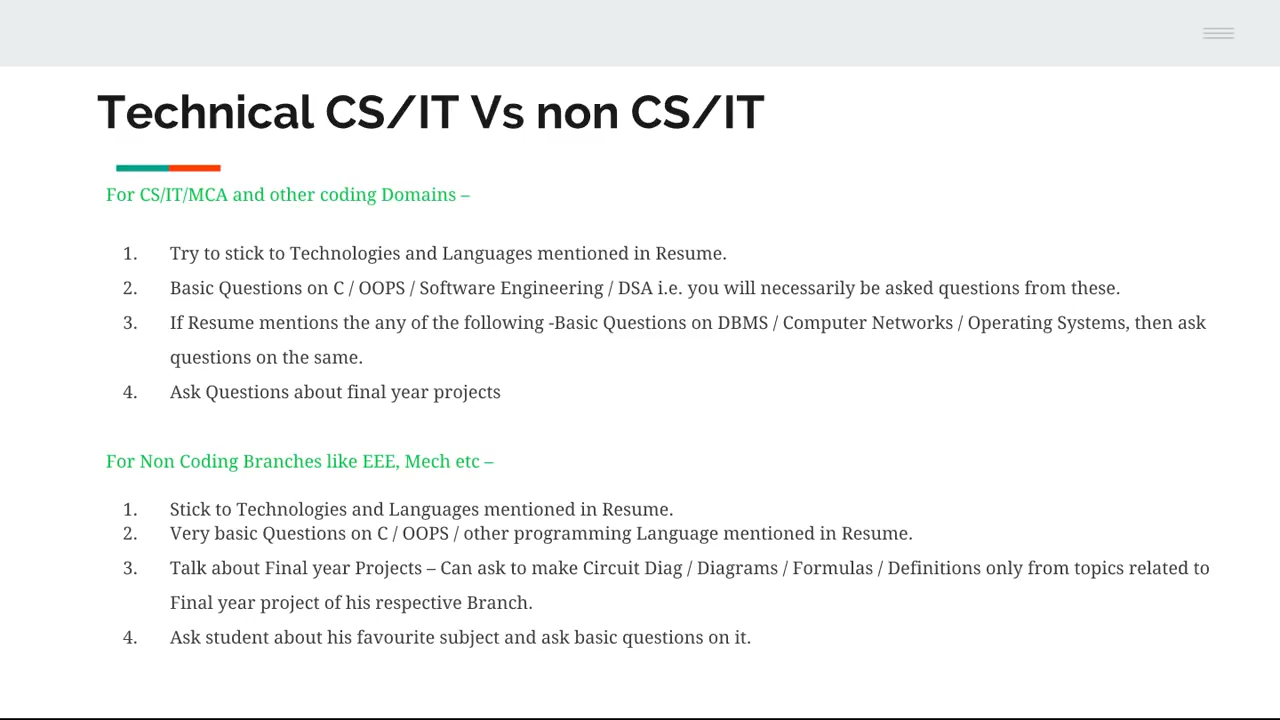 Technical CS/IT Vs non CS/IT
For CS/IT/MCA and other coding Domains –
1. Try to stick to Technologies and Languages mentioned in Resume.
2. Basic Questions on C / OOPS / Software Engineering / DSA i.e. you will necessarily be asked questions from these.
3. If Resume mentions the any of the following -Basic Questions on DBMS / Computer Networks / Operating Systems, then ask
questions on the same.
4. Ask Questions about final year projects
For Non Coding Branches like EEE, Mech etc –
1. Stick to Technologies and Languages mentioned in Resume.
2. Very basic Questions on C / OOPS / other programming Language mentioned in Resume.
3. Talk about Final year Projects – Can ask to make Circuit Diag / Diagrams / Formulas / Definitions only from topics related to
Final year project of his respective Branch.
4. Ask student about his favourite subject and ask basic questions on it.